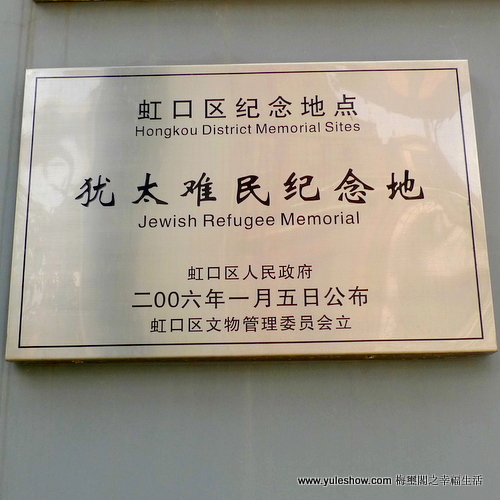 虹口区纪念地点
Hongkou District Memorial Sites
犹太难民纪念地
Jewish Refugee Memorial
虹口区人民政府
二00六年一月五日公布
虹口区文物管理委员会立
www.yuleshow.com 梅璽閣之幸福生活